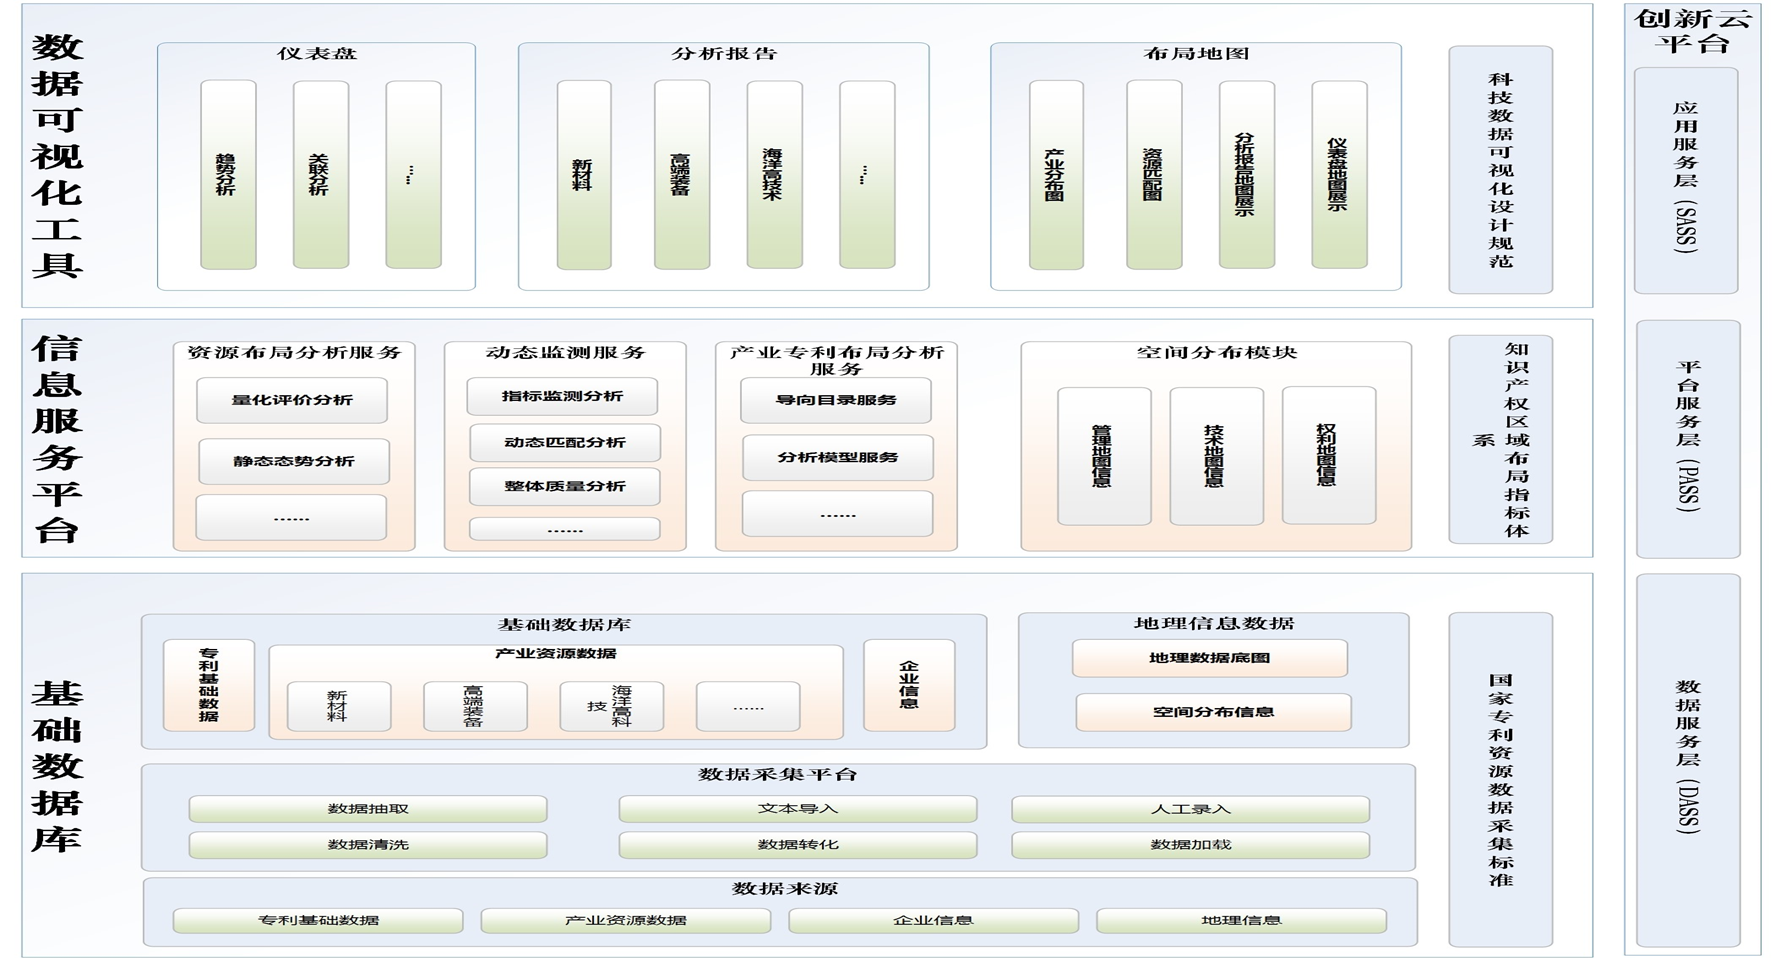 数据可视化工具
仪表盘
趋势分析
关联分析
……
分析报告
新材料
高端装备
海洋高技术
……
布局地图
产业分布图
资源匹配图
分析报告地图展示
仪表盘地图展示
科技数据可视化设计规范
信息服务平台
资源布局分析服务
量化评价分析
静态态势分析
……
动态监测服务
指标监测分析
动态匹配分析
整体质量分析
……
产业专利布局分析
服务
导向目录服务
分析模型服务
……
空间分布模块
管理地图信息
技术地图信息
权利地图信息
知识产权区域布局指标体
系
基础数据库
基础数据库
专利基础数据
产业资源数据
新材料
高端装备
海洋高科
技
……
企业信息
地理信息数据
地理数据底图
空间分布信息
数据采集平台
数据抽取
文本导入
人工录入
数据清洗
数据转化
数据加载
数据来源
专利基础数据
产业资源数据
企业信息
地理信息
国家专利资源数据采集标准
创新云
平台
应用服务层（SASS）
平台服务层（PASS）
数据服务层（DASS）